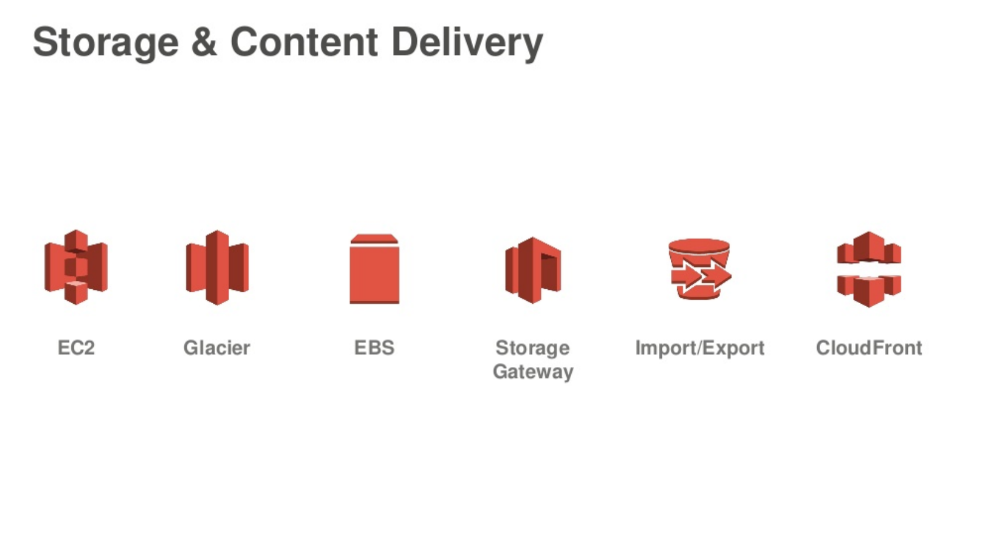 Storage & Content Delivery
EC2
Glacier
EBS
Storage
Gateway
Import/Export
CloudFront